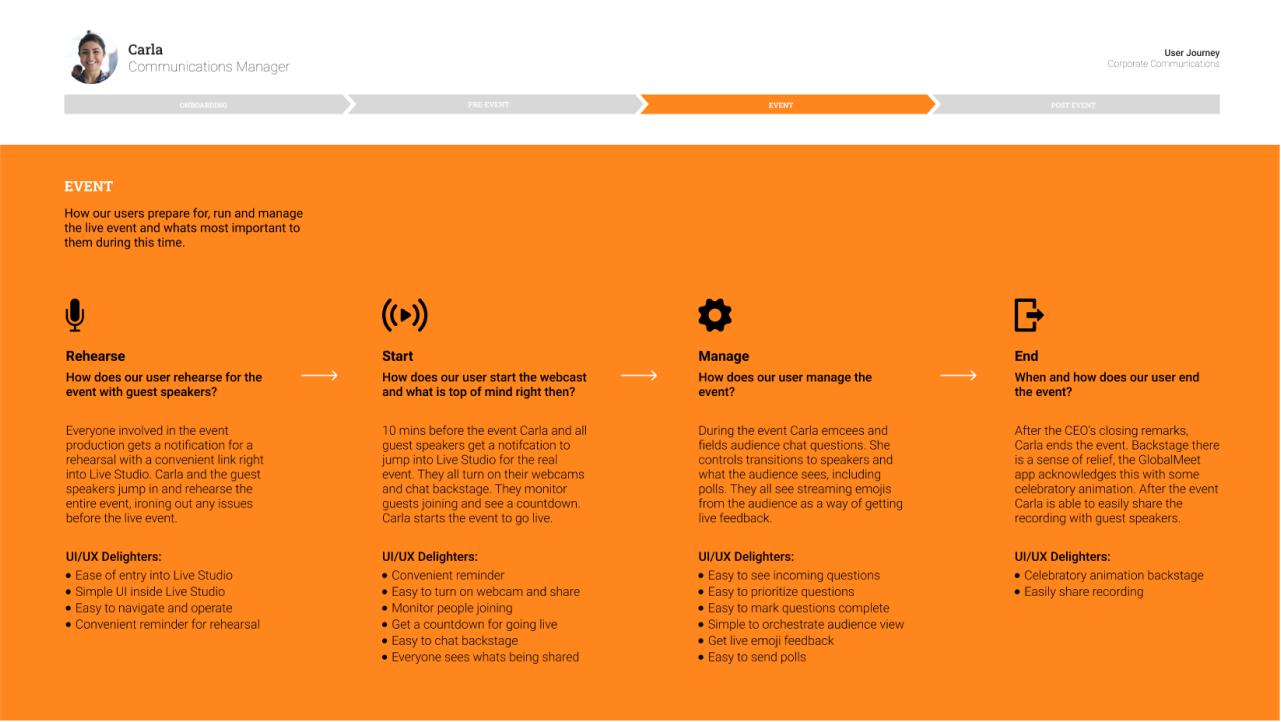 Carla
Communications Manager
User Journey
Corporate Communications
ONBOARDING
PRE-EVENT
EVENT
POST EVENT
EVENT
How our users prepare for, run and manage
the live event and whats most important to
them during this time.
Rehearse
How does our user rehearse for the
event with guest speakers?
Everyone involved in the event
production gets a notification for a
rehearsal with a convenient link right
into Live Studio. Carla and the guest
speakers jump in and rehearse the
entire event, ironing out any issues
before the live event.
UI/UX Delighters:
• Ease of entry into Live Studio
• Simple UI inside Live Studio
• Easy to navigate and operate
• Convenient reminder for rehearsal
Start
How does our user start the webcast
and what is top of mind right then?
10 mins before the event Carla and all
guest speakers get a notifcation to
jump into Live Studio for the real
event. They all turn on their webcams
and chat backstage. They monitor
guests joining and see a countdown.
Carla starts the event to go live.
UI/UX Delighters:
• Convenient reminder
• Easy to turn on webcam and share
• Monitor people joining
• Get a countdown for going live
• Easy to chat backstage
• Everyone sees whats being shared
Manage
How does our user manage the
event?
During the event Carla emcees and
fields audience chat questions. She
controls transitions to speakers and
what the audience sees, including
polls. They all see streaming emojis
from the audience as a way of getting
live feedback.
UI/UX Delighters:
• Easy to see incoming questions
• Easy to prioritize questions
• Easy to mark questions complete
• Simple to orchestrate audience view
• Get live emoji feedback
• Easy to send polls
End
When and how does our user end
the event?
After the CEO's closing remarks,
Carla ends the event. Backstage there
is a sense of relief, the GlobalMeet
app acknowledges this with some
celebratory animation. After the event
Carla is able to easily share the
recording with guest speakers.
UI/UX Delighters:
• Celebratory animation backstage
• Easily share recording